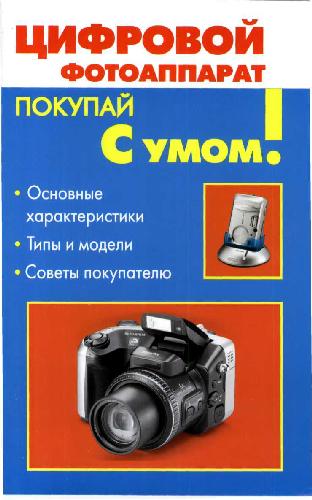 ЦИФРОВОЙ
ФОТОАППАРАТ
ПОКУПАЙ
С УМОМ!
• Основные
характеристики
• Типы и модели
• Советы покупателю